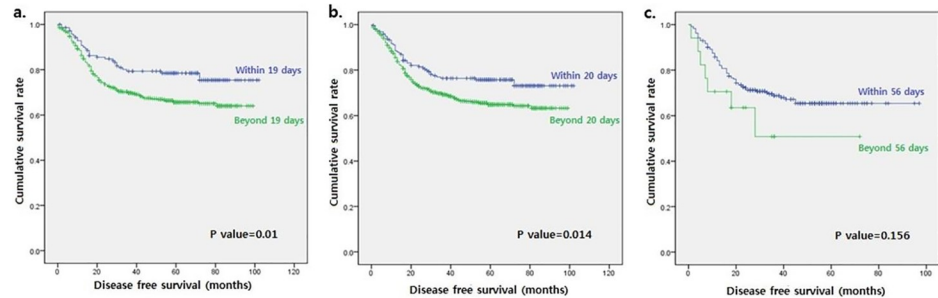 a.
1.0
0.8
0.6
0.4
0.2
0.0
Cumulative survival rate
Within 19 days
Beyond 19 days
P value=0.01
0 20 40 60 80 100 120
Disease free survival (months)
b.
1.0
0.8
0.6
0.4
0.2
0.0
Cumulative survival rate
Within 20 days
Beyond 20 days
P value=0.014
0 20 40 60 80 100 120
Disease free survival (months)
c.
1.0
0.8
0.6
0.4
0.2
0.0
Cumulative survival rate
Within 56 days
Beyond 56 days
P value=0.156
0 20 40 60 80 100
Disease free survival (months)